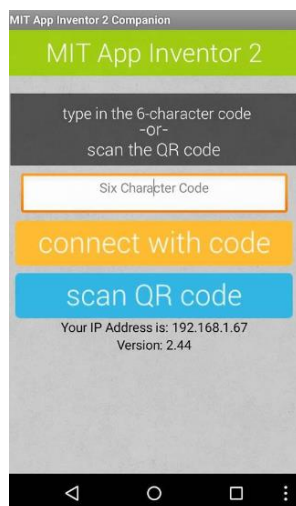 MIT App Inventor 2 Companion
MIT App Inventor 2
type in the 6-character code
-or-
scan the QR code
Six Character Code
connect with code
scan QR code
Your IP Address is: 192.168.1.67
Version: 2.44